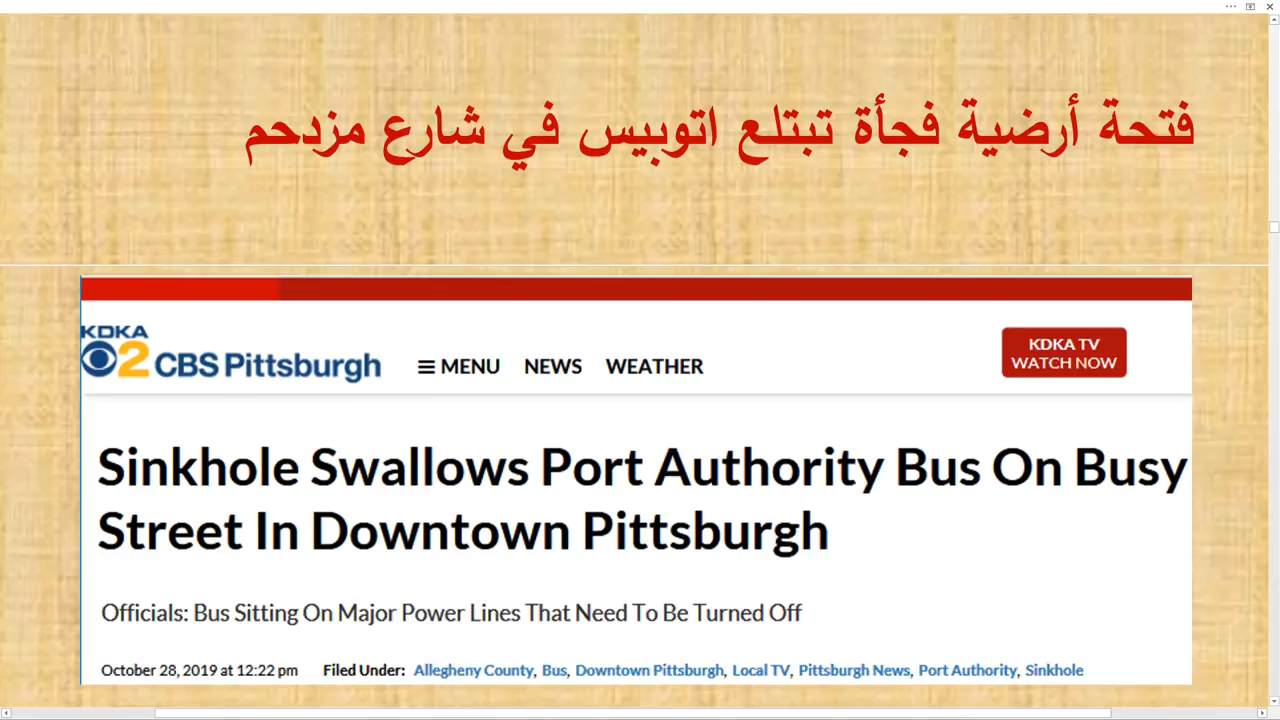 فتحة أرضية فجأة تبتلع اتوبيس في شارع مزدحم
KDKA
2 CBS Pittsburgh
MENU NEWS WEATHER
KDKA TV
WATCH NOW
Sinkhole Swallows Port Authority Bus On Busy
Street In Downtown Pittsburgh
Officials: Bus Sitting On Major Power Lines That Need To Be Turned Off
October 28, 2019 at 12:22 pm Filed Under: Allegheny County, Bus, Downtown Pittsburgh, Local TV, Pittsburgh News, Port Authority, Sinkhole